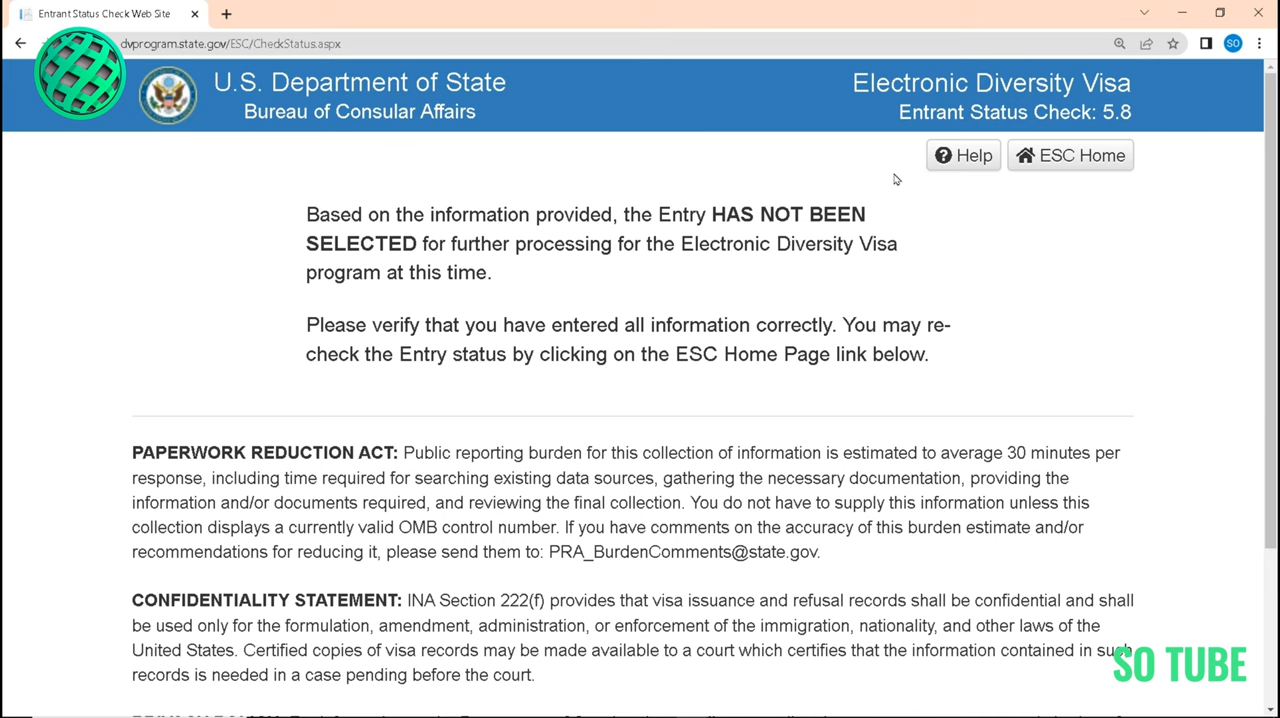 Entrant Status Check Web Site
dvprogram.state.gov/ESC/CheckStatus.aspx
SO
U.S. Department of State
Bureau of Consular Affairs
Electronic Diversity Visa
Entrant Status Check: 5.8
Help
ESC Home
Based on the information provided, the Entry HAS NOT BEEN
SELECTED for further processing for the Electronic Diversity Visa
program at this time.
Please verify that you have entered all information correctly. You may re-
check the Entry status by clicking on the ESC Home Page link below.
PAPERWORK REDUCTION ACT: Public reporting burden for this collection of information is estimated to average 30 minutes per
response, including time required for searching existing data sources, gathering the necessary documentation, providing the
information and/or documents required, and reviewing the final collection. You do not have to supply this information unless this
collection displays a currently valid OMB control number. If you have comments on the accuracy of this burden estimate and/or
recommendations for reducing it, please send them to: PRA_BurdenComments@state.gov.
CONFIDENTIALITY STATEMENT: INA Section 222(f) provides that visa issuance and refusal records shall be confidential and shall
be used only for the formulation, amendment, administration, or enforcement of the immigration, nationality, and other laws of the
United States. Certified copies of visa records may be made available to a court which certifies that the information contained in such
records is needed in a case pending before the court.
SO TUBE